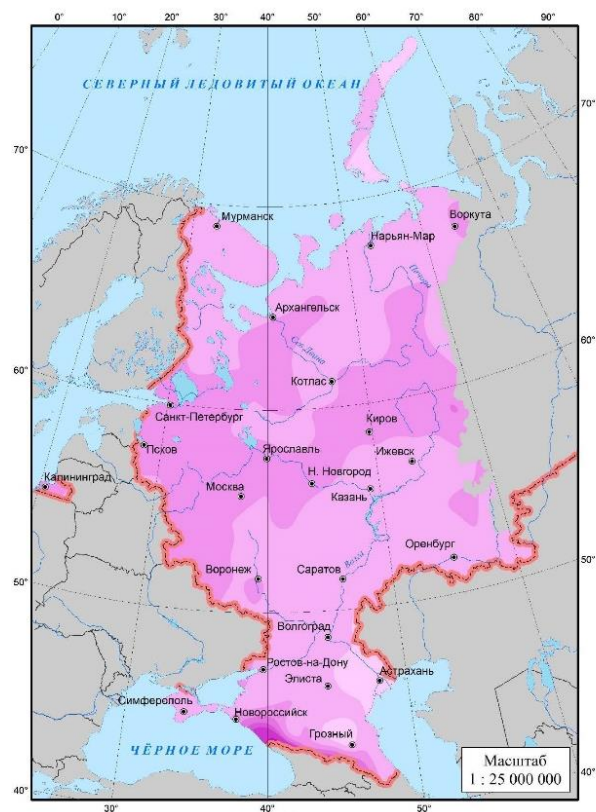 0°
10°
20°
30°
40°
50°
60°
70°
80°
90°
СЕВЕРНЫЙ ЛЕДОВИТЫЙ ОКЕАН
70°
70°
Мурманск
Воркута
Нарьян-Мар
Печора
Архангельск
60°
60°
Сев. Двина
Котлас
Санкт-Петербург
Киров
Псков
Ярославль
Ижевск
Калининград
Н. Новгород
Москва
Казань
Оренбург
50°
50°
Воронеж
Саратов
Волга
Волгоград
Ростов-на-Дону
Астрахань
Элиста
Симферополь
Новороссийск
Грозный
ЧЁРНОЕ МОРЕ
Масштаб
1 : 25 000 000
40°
40°
30°
40°
50°